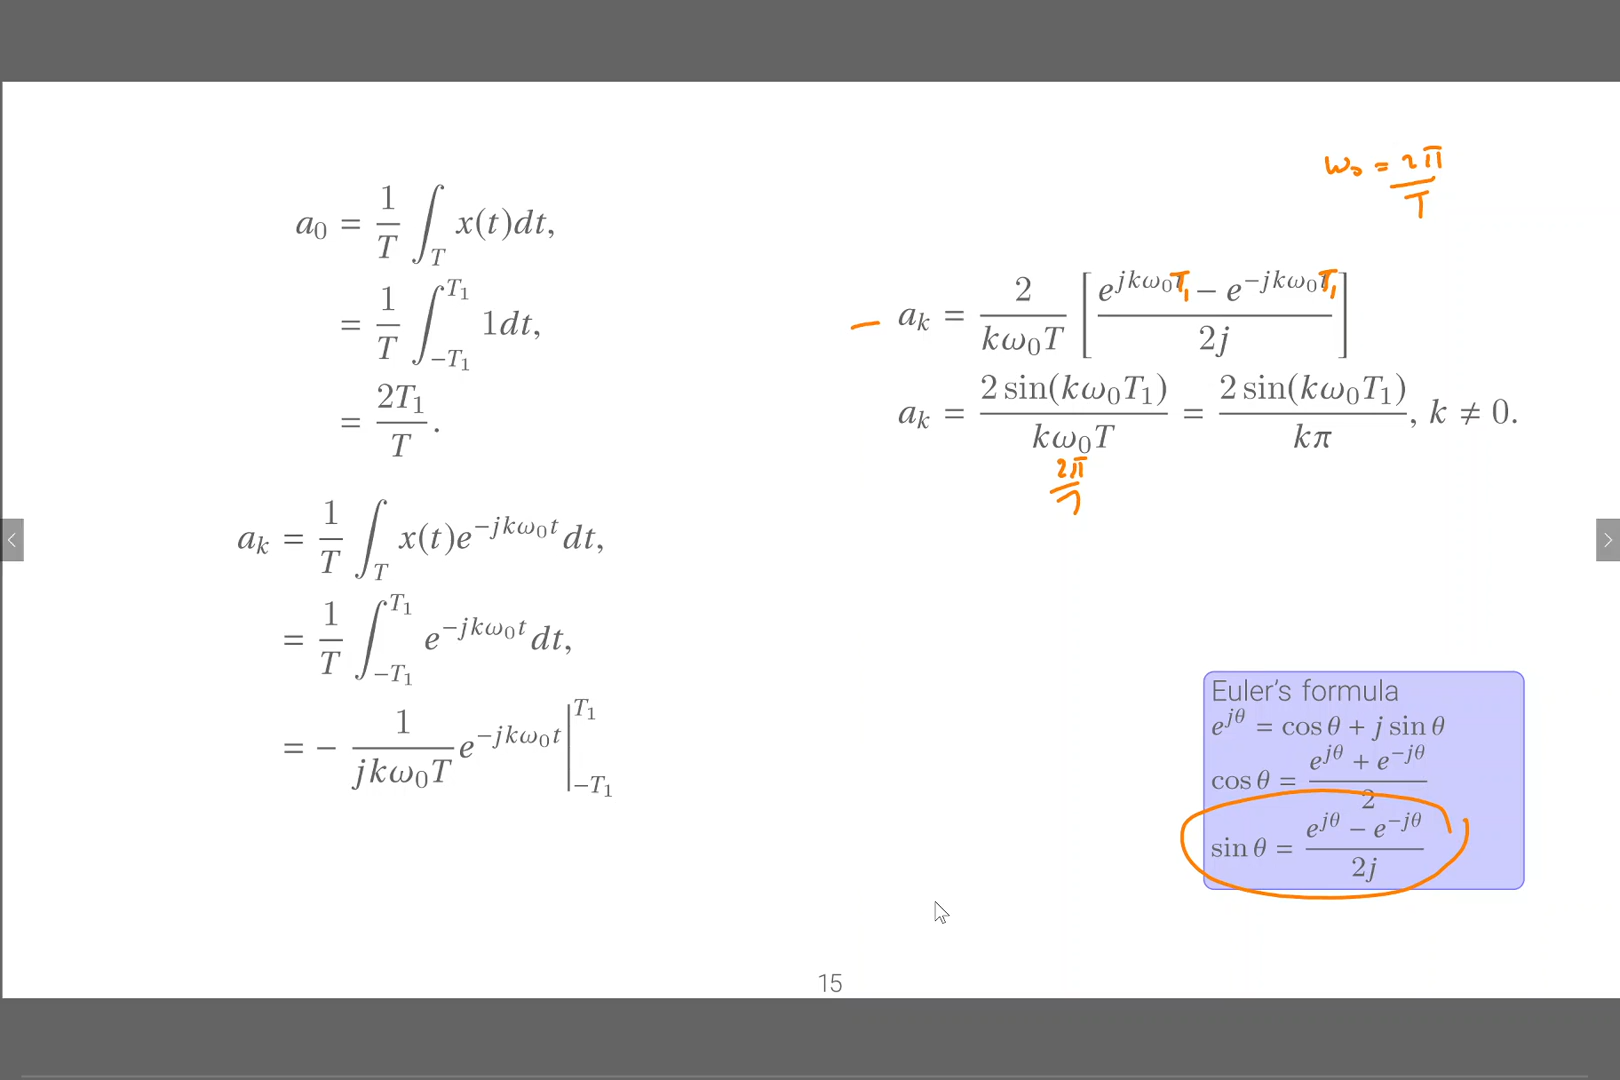 a₀ = 1/T ∫_T x(t)dt,
= 1/T ∫_{-T₁}^{T₁} 1dt,
= 2T₁/T.
a_k = 1/T ∫_T x(t)e^{-jkω₀t} dt,
= 1/T ∫_{-T₁}^{T₁} e^{-jkω₀t} dt,
= - 1/(jkω₀T) e^{-jkω₀t} |_{-T₁}^{T₁}
ω₀ = 2π/T
– a_k = 2/(kω₀T) [(e^{jkω₀T₁} − e^{-jkω₀T₁})/(2j)]
a_k = 2 sin(kω₀T₁)/(kω₀T) = 2 sin(kω₀T₁)/(kπ), k ≠ 0.
2π/T
Euler's formula
e^{jθ} = cos θ + j sin θ
cos θ = (e^{jθ} + e^{-jθ})/2
sin θ = (e^{jθ} − e^{-jθ})/(2j)
15